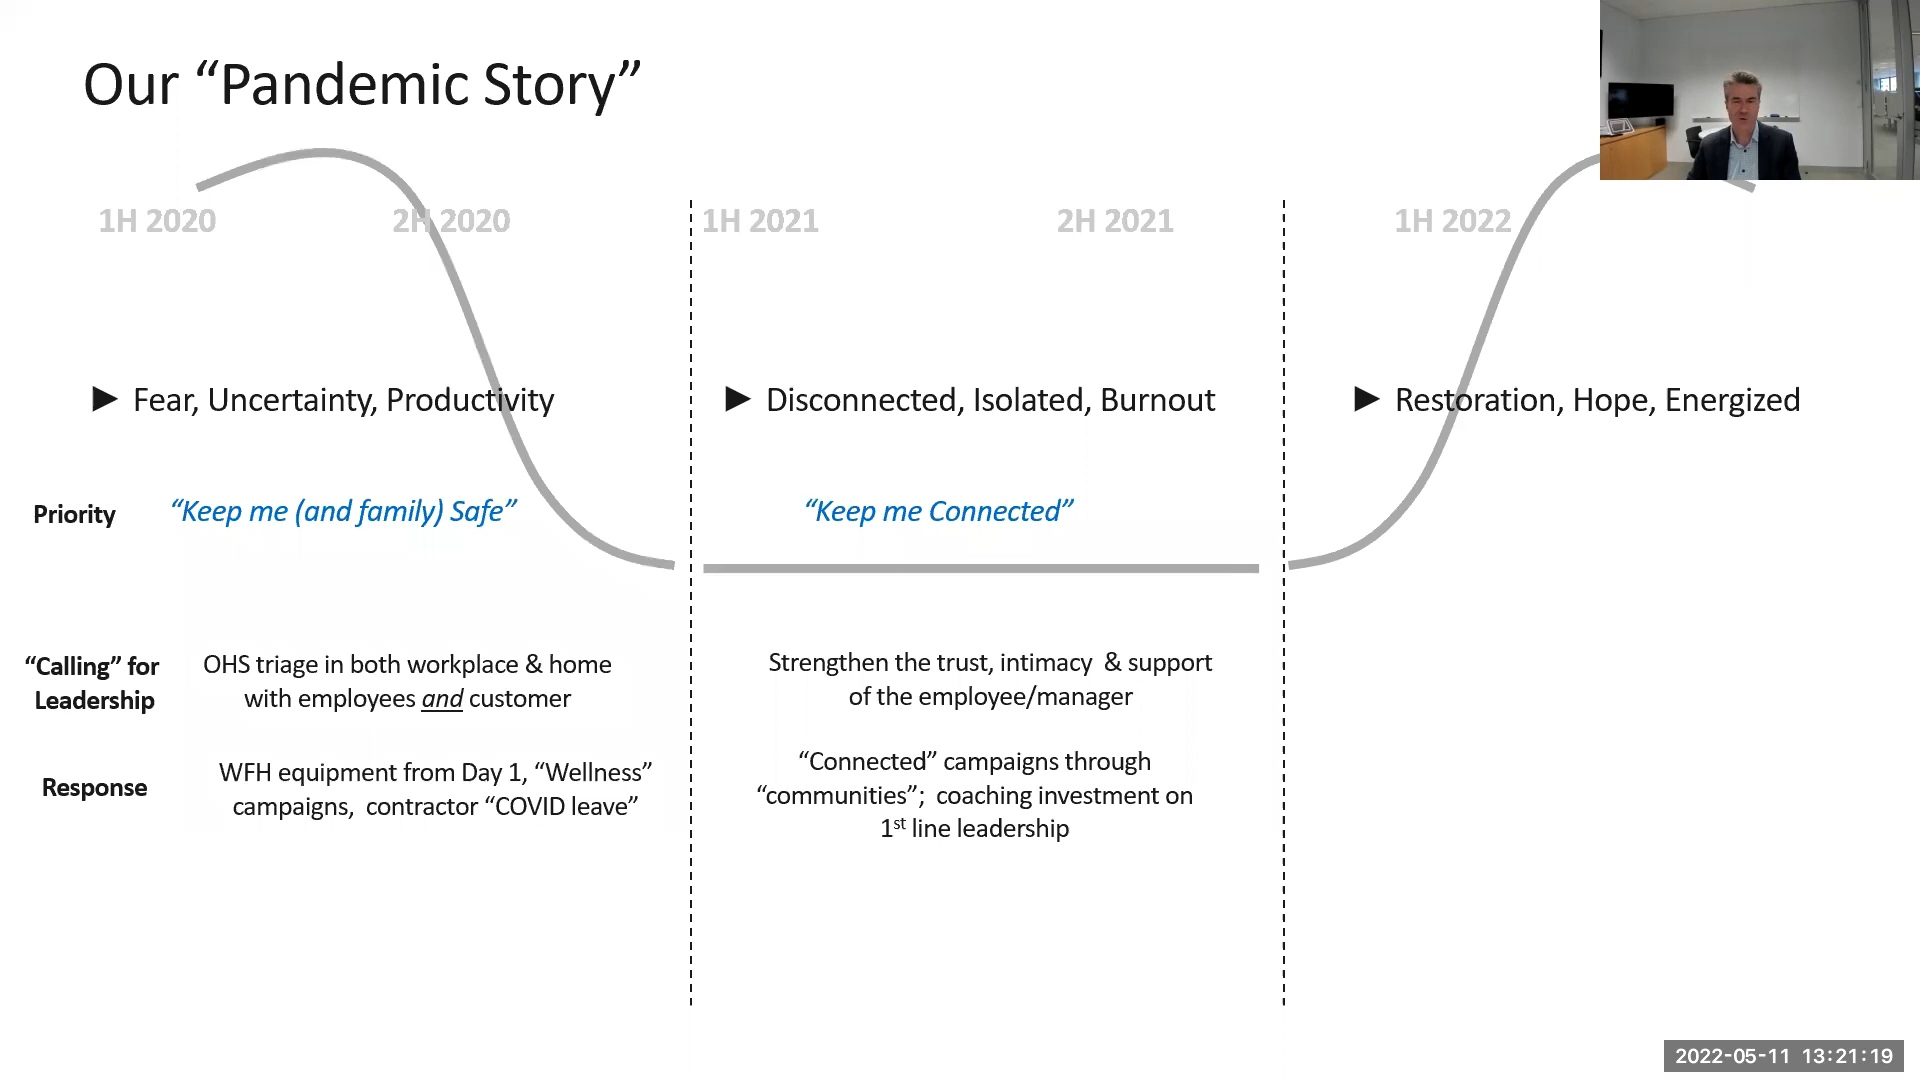 Our “Pandemic Story”
1H 2020
2H 2020
1H 2021
2H 2021
1H 2022
► Fear, Uncertainty, Productivity
► Disconnected, Isolated, Burnout
► Restoration, Hope, Energized
Priority
“Keep me (and family) Safe”
“Keep me Connected”
“Calling” for
Leadership
OHS triage in both workplace & home
with employees and customer
Strengthen the trust, intimacy & support
of the employee/manager
Response
WFH equipment from Day 1, “Wellness”
campaigns, contractor “COVID leave”
“Connected” campaigns through
“communities”; coaching investment on
1st line leadership
2022-05-11 13:21:19